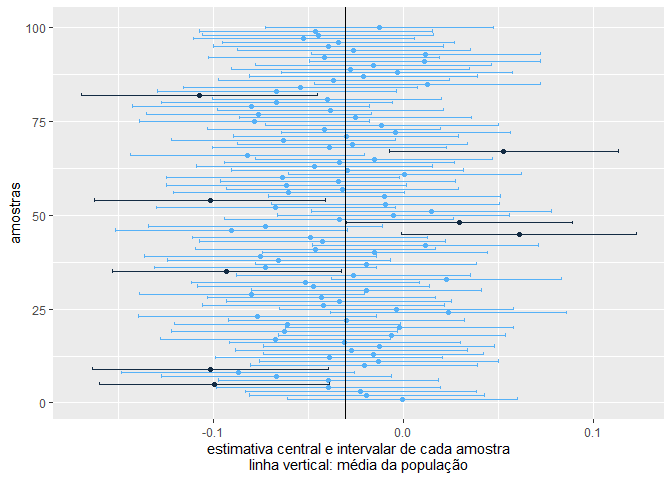 100
75
50
25
0
amostras
-0.1
0.0
0.1
estimativa central e intervalar de cada amostra
linha vertical: média da população